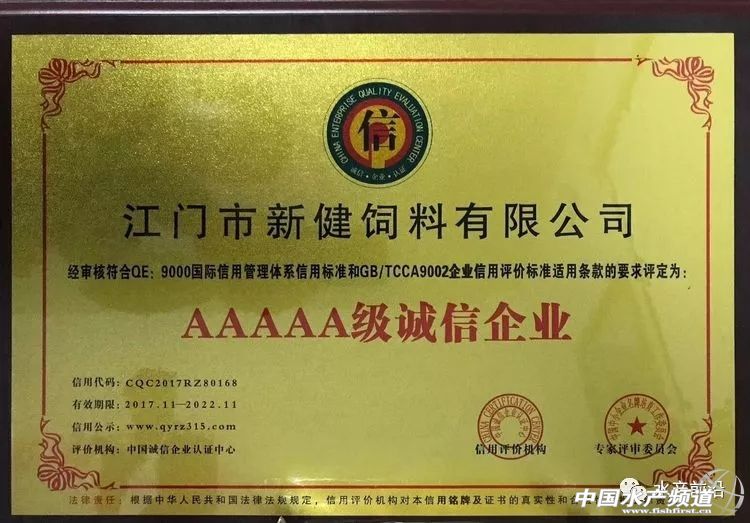 CHINA ENTERPRISE QUALITY EVALUATION CENTER
信
江门市新健饲料有限公司
经审核符合QE：9000国际信用管理体系信用标准和GB/TCCA9002企业信用评价标准适用条款的要求评定为：
AAAAA级诚信企业
信用代码：CQC2017RZ80168
有效期限：2017.11—2022.11
信用公示：www.qyrz315.com
评价机构：中国诚信企业认证中心
信用评价机构
专家评审委员会
法律责任：根据中华人民共和国法律法规规定，信用评价机构对本信用铭牌及证书的真实性和合
水产前沿
中国水产频道
www.fishfirst.cn